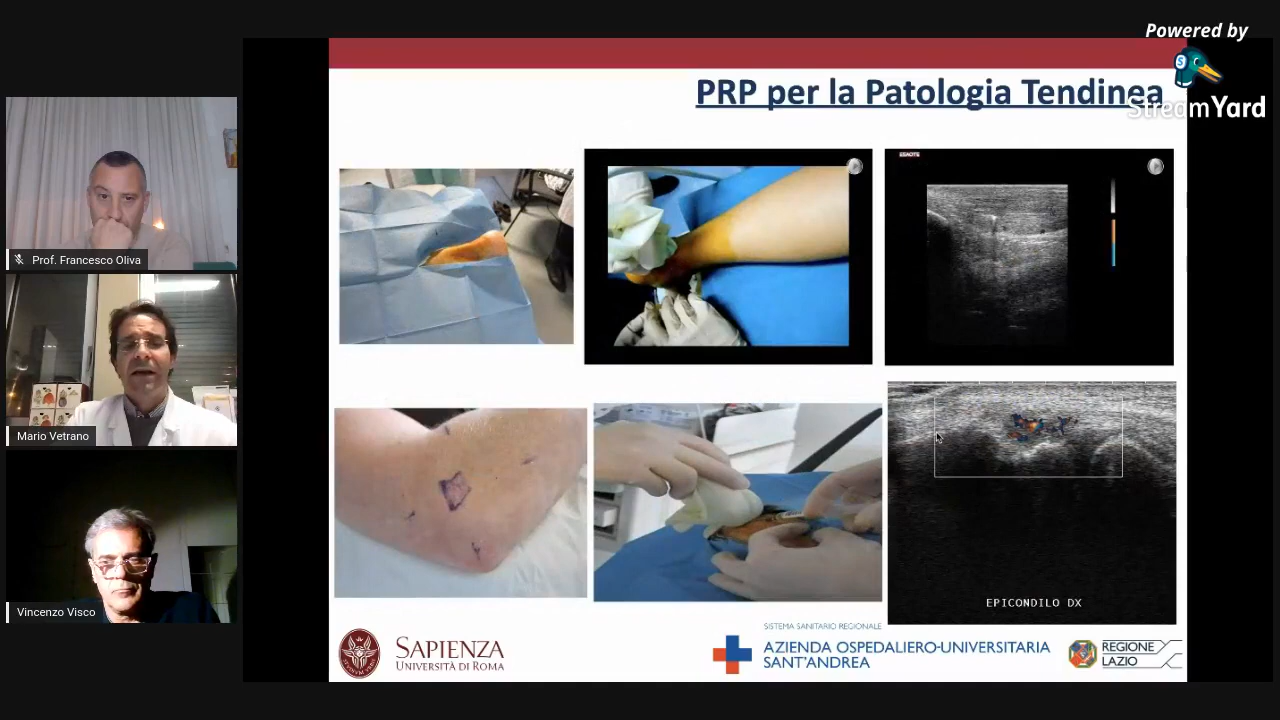 Powered by
StreamYard
PRP per la Patologia Tendinea
ESAOTE
Prof. Francesco Oliva
Mario Vetrano
Vincenzo Visco
EPICONDILO DX
SAPIENZA
UNIVERSITÀ DI ROMA
SISTEMA SANITARIO REGIONALE
AZIENDA OSPEDALIERO-UNIVERSITARIA
SANT'ANDREA
REGIONE
LAZIO